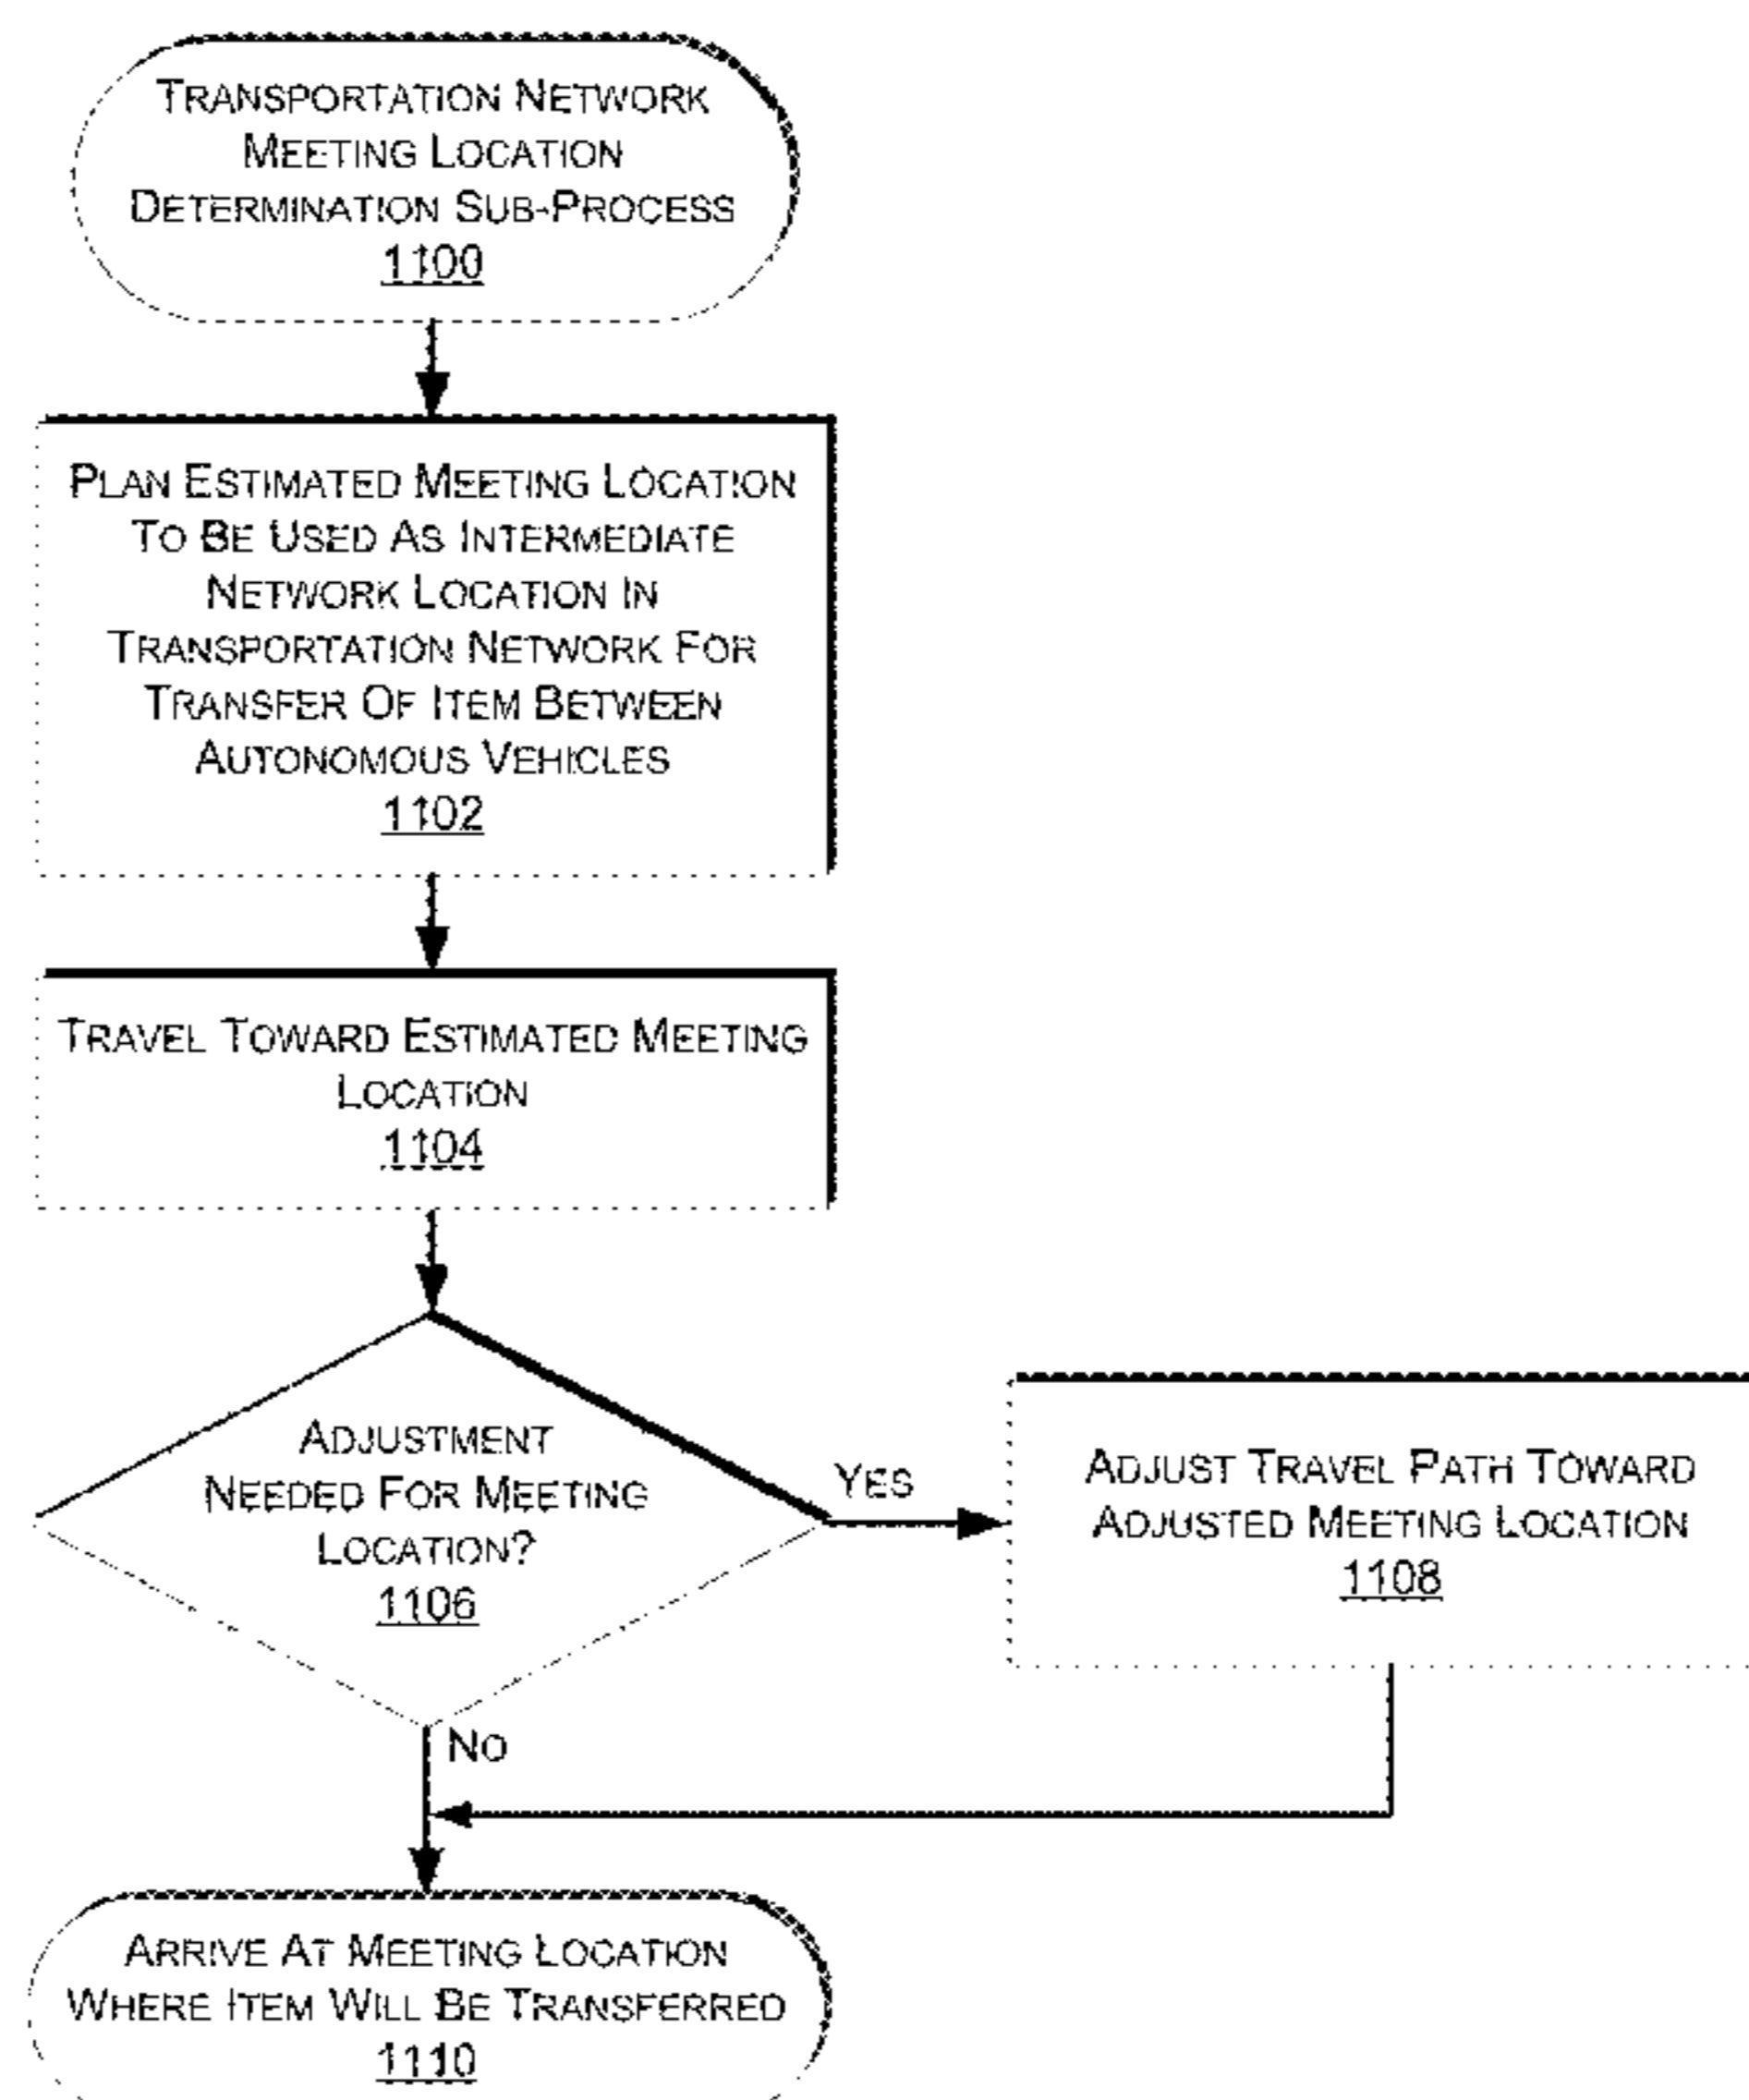 TRANSPORTATION NETWORK
MEETING LOCATION
DETERMINATION SUB-PROCESS
1100
PLAN ESTIMATED MEETING LOCATION
TO BE USED AS INTERMEDIATE
NETWORK LOCATION IN
TRANSPORTATION NETWORK FOR
TRANSFER OF ITEM BETWEEN
AUTONOMOUS VEHICLES
1102
TRAVEL TOWARD ESTIMATED MEETING
LOCATION
1104
ADJUSTMENT
NEEDED FOR MEETING
LOCATION?
1106
YES
ADJUST TRAVEL PATH TOWARD
ADJUSTED MEETING LOCATION
1108
NO
ARRIVE AT MEETING LOCATION
WHERE ITEM WILL BE TRANSFERRED
1110